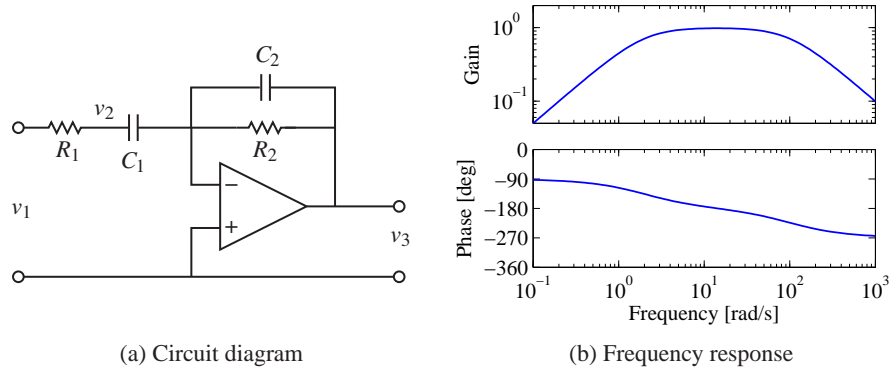 C2
v2
R1
C1
R2
−
+
v1
v3
(a) Circuit diagram
10^0
10^−1
Gain
0
−90
−180
−270
−360
Phase [deg]
10^−1
10^0
10^1
10^2
10^3
Frequency [rad/s]
(b) Frequency response